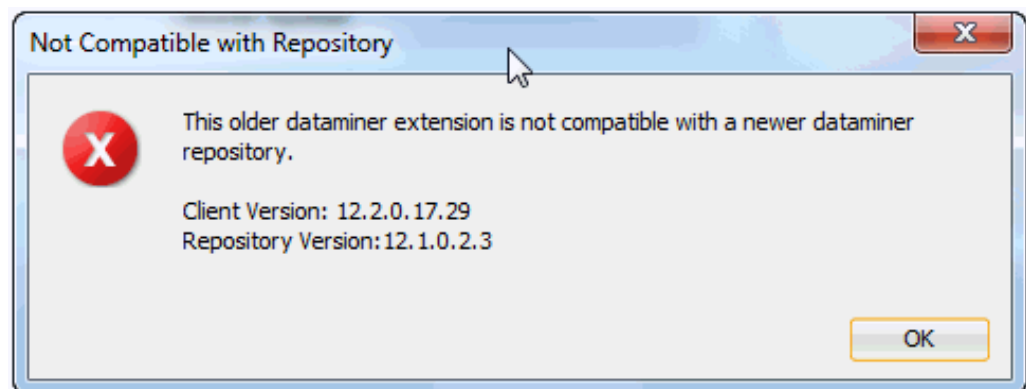 Not Compatible with Repository
This older dataminer extension is not compatible with a newer dataminer
repository.
Client Version: 12.2.0.17.29
Repository Version:12.1.0.2.3
OK